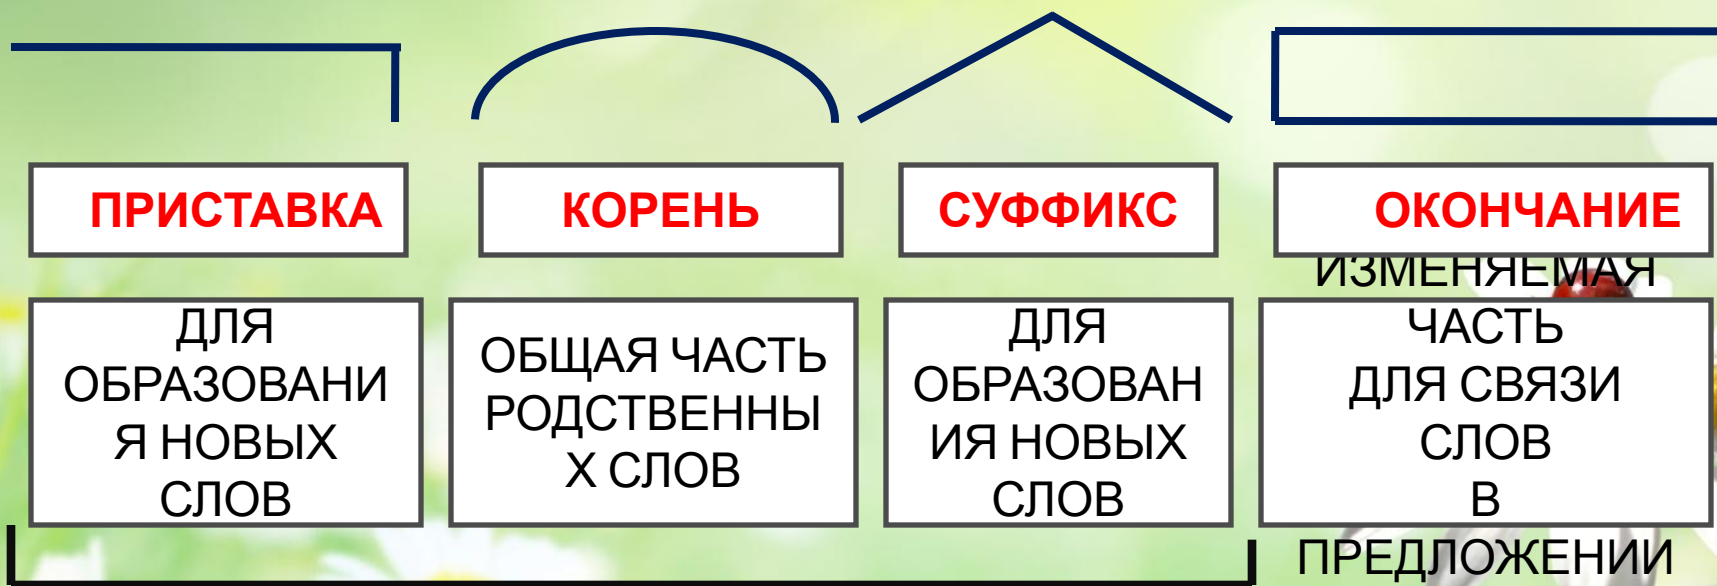 ПРИСТАВКА
КОРЕНЬ
СУФФИКС
ОКОНЧАНИЕ
ДЛЯ
ОБРАЗОВАНИ
Я НОВЫХ
СЛОВ
ОБЩАЯ ЧАСТЬ
РОДСТВЕННЫ
Х СЛОВ
ДЛЯ
ОБРАЗОВАН
ИЯ НОВЫХ
СЛОВ
ИЗМЕНЯЕМАЯ
ЧАСТЬ
ДЛЯ СВЯЗИ
СЛОВ
В
ПРЕДЛОЖЕНИИ